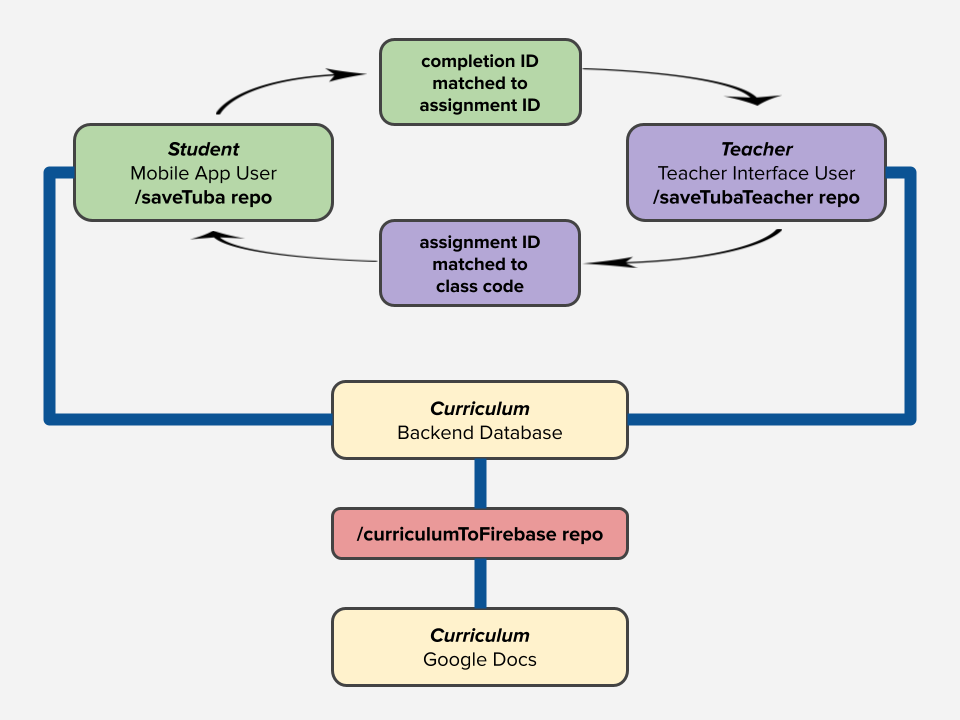 completion ID
matched to
assignment ID
Student
Mobile App User
/saveTuba repo
Teacher
Teacher Interface User
/saveTubaTeacher repo
assignment ID
matched to
class code
Curriculum
Backend Database
/curriculumToFirebase repo
Curriculum
Google Docs